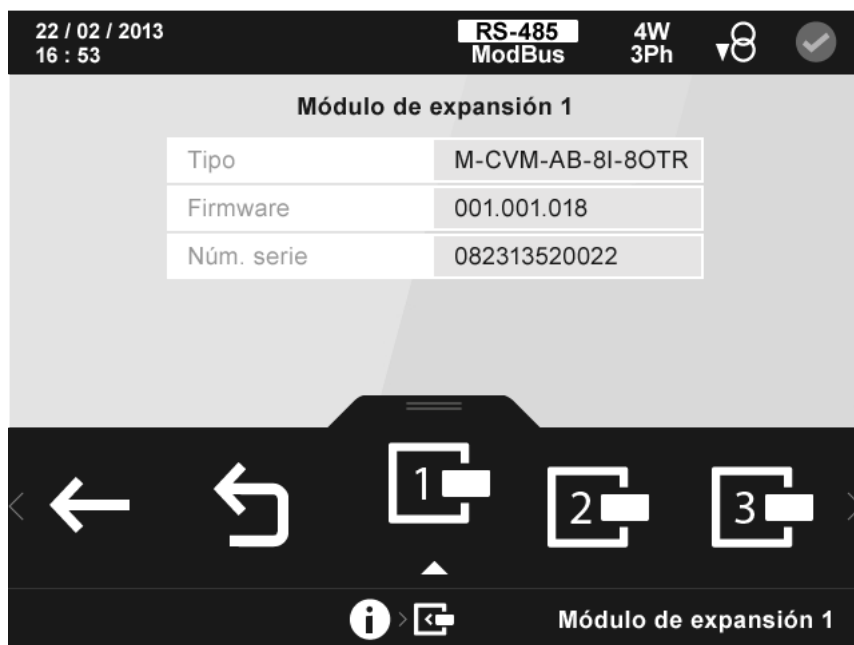 22 / 02 / 2013
16 : 53
RS-485
ModBus
4W
3Ph
Módulo de expansión 1
Tipo M-CVM-AB-8I-8OTR
Firmware 001.001.018
Núm. serie 082313520022
1 2 3
i
Módulo de expansión 1